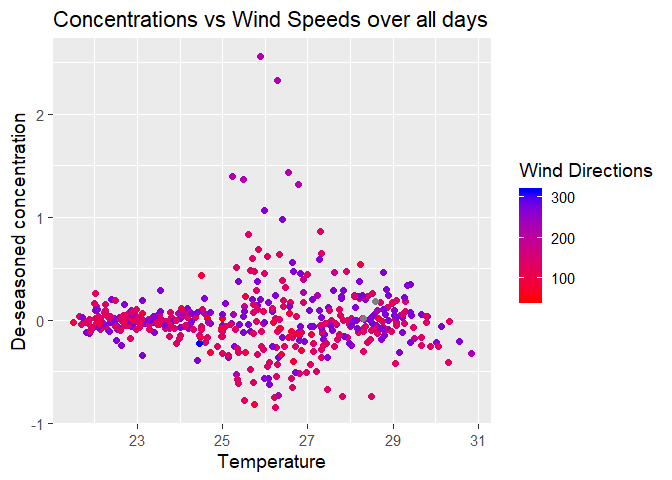 Concentrations vs Wind Speeds over all days
De-seasoned concentration
2
1
0
-1
23 25 27 29 31
Temperature
Wind Directions
300
200
100